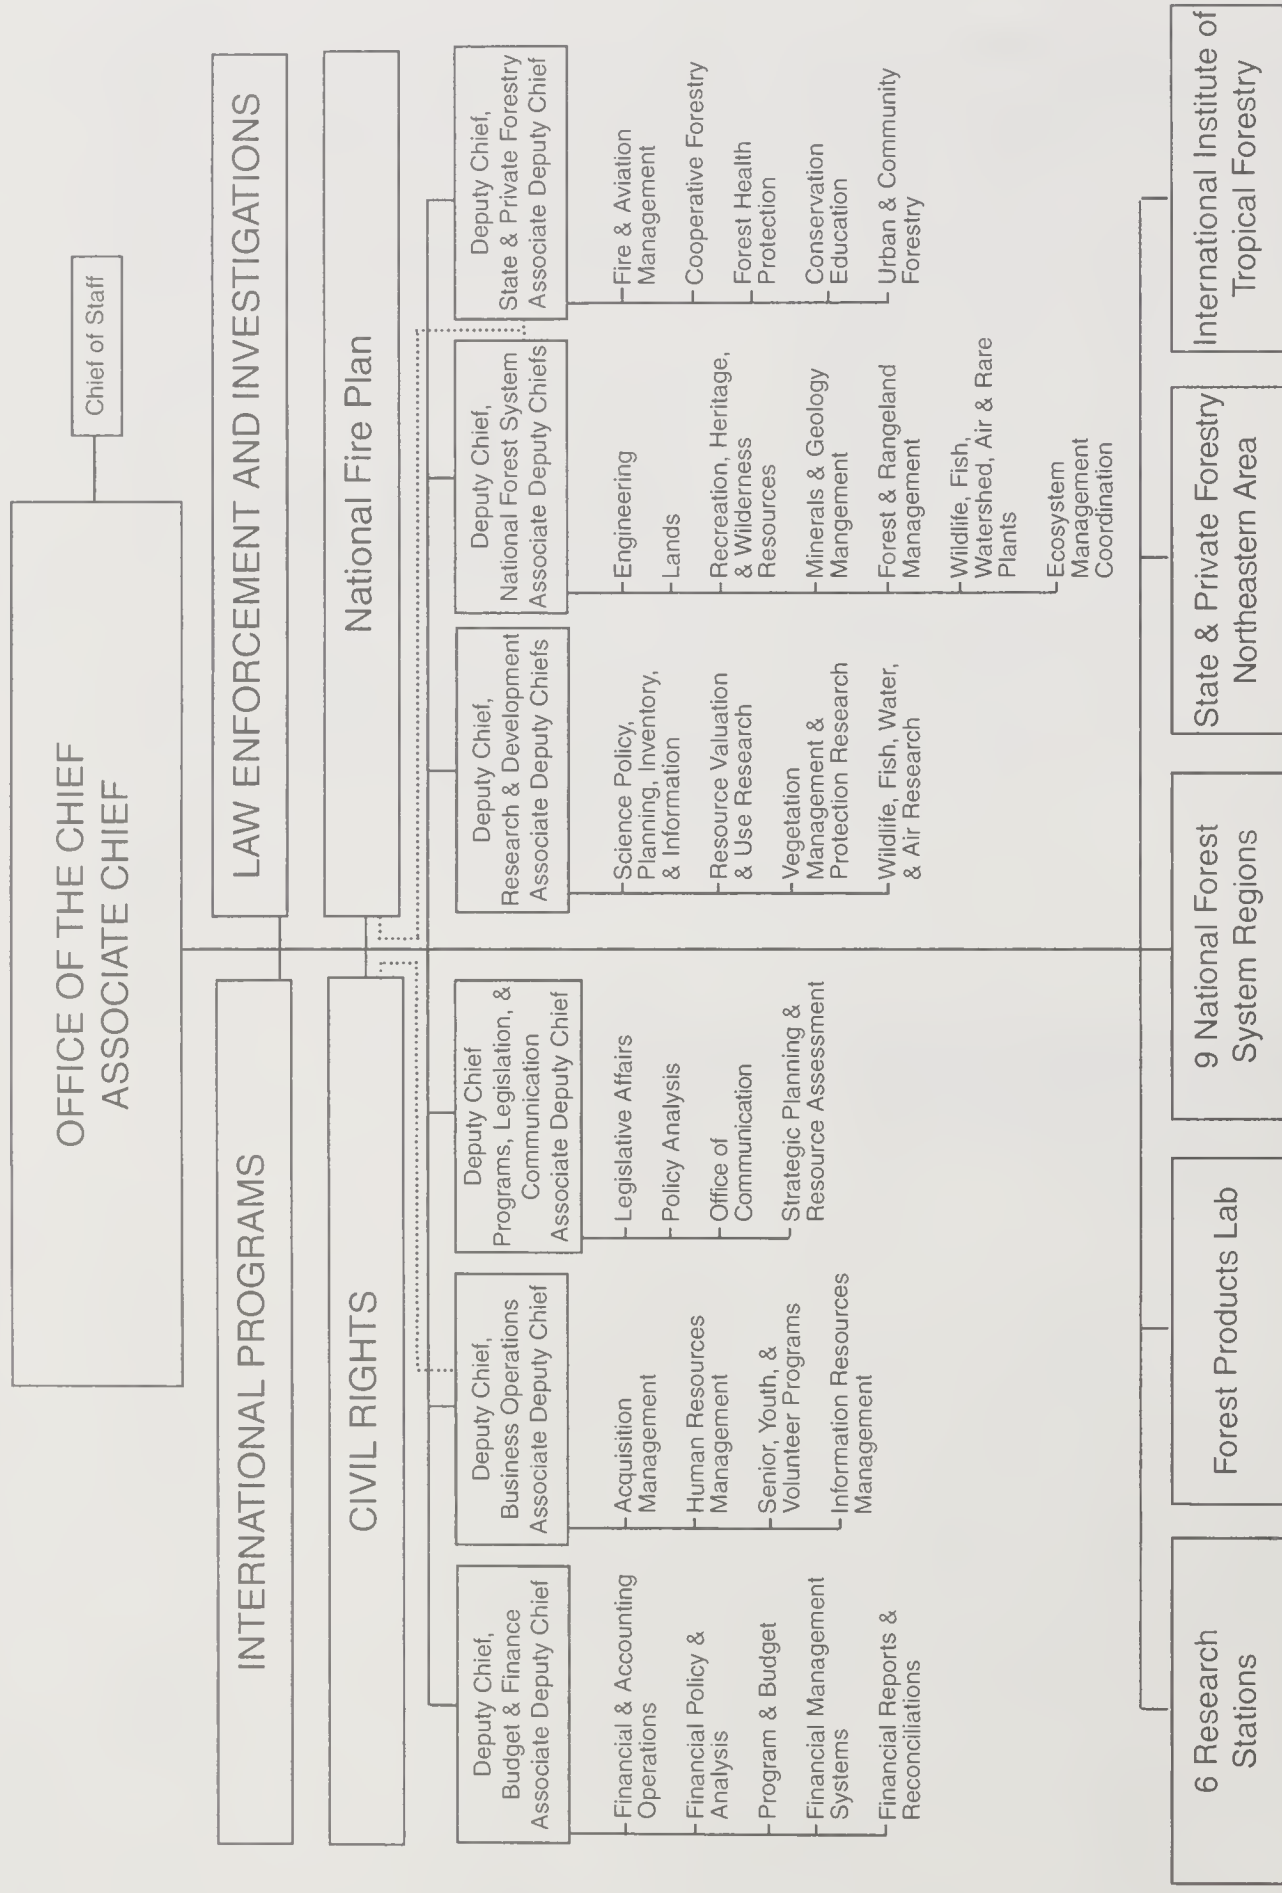 OFFICE OF THE CHIEF
ASSOCIATE CHIEF
Chief of Staff
INTERNATIONAL PROGRAMS
LAW ENFORCEMENT AND INVESTIGATIONS
CIVIL RIGHTS
National Fire Plan
Deputy Chief,
Budget & Finance
Associate Deputy Chief
Financial & Accounting
Operations
Financial Policy &
Analysis
Program & Budget
Financial Management
Systems
Financial Reports &
Reconciliations
Deputy Chief,
Business Operations
Associate Deputy Chief
Acquisition
Management
Human Resources
Management
Senior, Youth, &
Volunteer Programs
Information Resources
Management
Deputy Chief
Programs, Legislation, &
Communication
Associate Deputy Chief
Legislative Affairs
Policy Analysis
Office of
Communication
Strategic Planning &
Resource Assessment
Deputy Chief,
Research & Development
Associate Deputy Chiefs
Science Policy,
Planning, Inventory,
& Information
Resource Valuation
& Use Research
Vegetation
Management &
Protection Research
Wildlife, Fish, Water,
& Air Research
Deputy Chief,
National Forest System
Associate Deputy Chiefs
Engineering
Lands
Recreation, Heritage,
& Wilderness
Resources
Minerals & Geology
Mangement
Forest & Rangeland
Management
Wildlife, Fish,
Watershed, Air & Rare
Plants
Ecosystem
Management
Coordination
Deputy Chief,
State & Private Forestry
Associate Deputy Chief
Fire & Aviation
Management
Cooperative Forestry
Forest Health
Protection
Conservation
Education
Urban & Community
Forestry
6 Research
Stations
Forest Products Lab
9 National Forest
System Regions
State & Private Forestry
Northeastern Area
International Institute of
Tropical Forestry